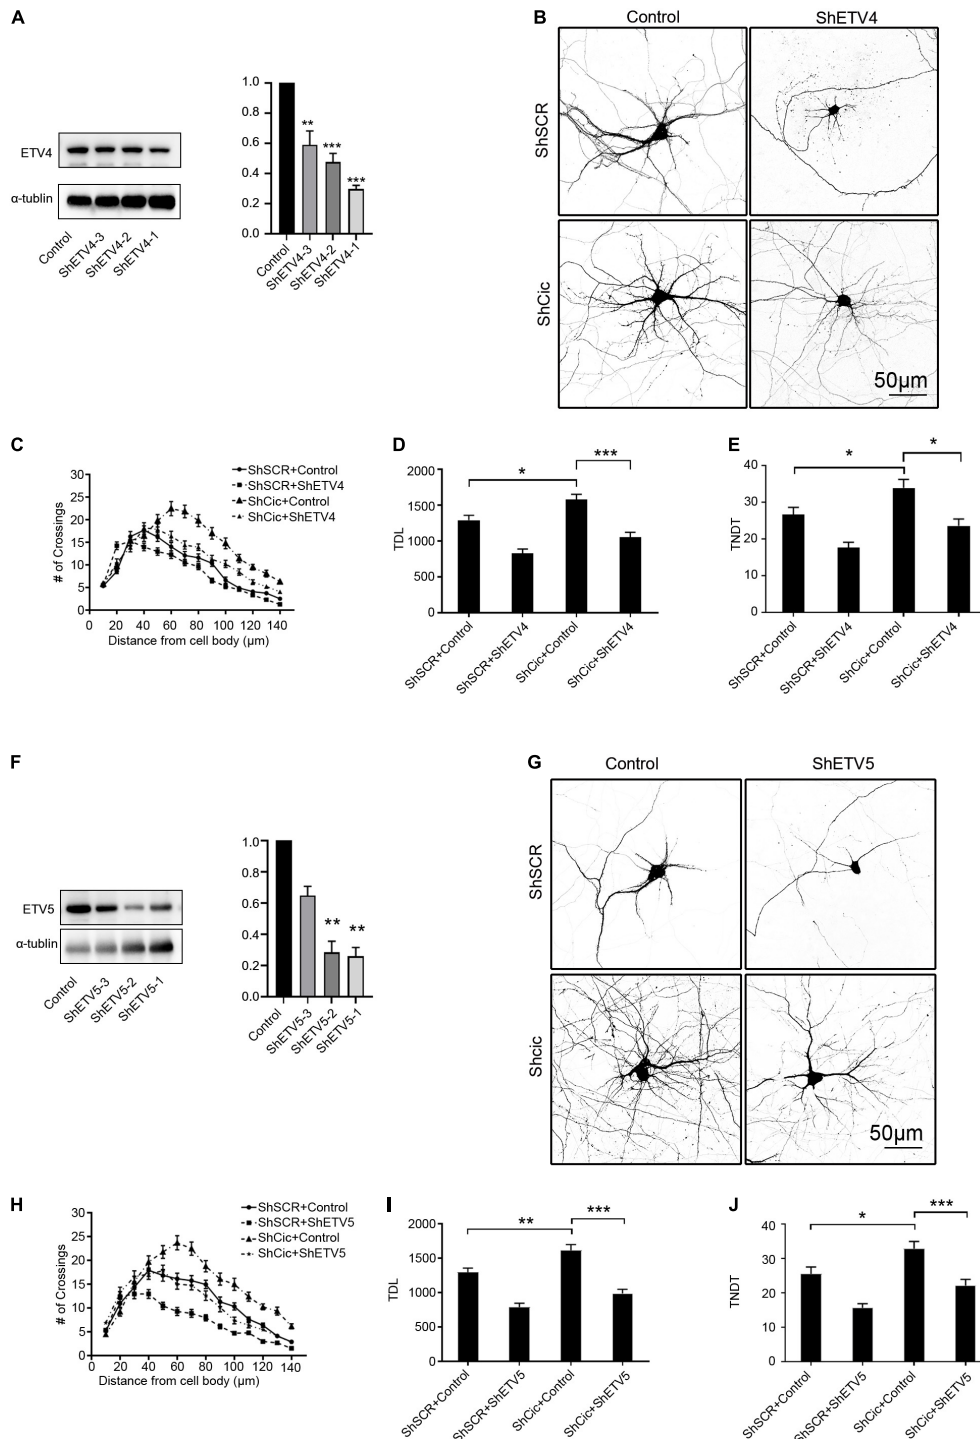 A
ETV4
α-tublin
Control
ShETV4-3
ShETV4-2
ShETV4-1
1.0
0.8
0.6
0.4
0.2
0.0
**
***
***
Control
ShETV4-3
ShETV4-2
ShETV4-1
B
Control
ShETV4
ShSCR
ShCic
50µm
C
# of Crossings
30
25
20
15
10
5
0
0
20
40
60
80
100
120
140
Distance from cell body (µm)
ShSCR+Control
ShSCR+ShETV4
ShCic+Control
ShCic+ShETV4
D
TDL
2000
1500
1000
500
0
*
***
ShSCR+Control
ShSCR+ShETV4
ShCic+Control
ShCic+ShETV4
E
TNDT
40
30
20
10
0
*
*
ShSCR+Control
ShSCR+ShETV4
ShCic+Control
ShCic+ShETV4
F
ETV5
α-tublin
Control
ShETV5-3
ShETV5-2
ShETV5-1
1.0
0.8
0.6
0.4
0.2
0.0
**
**
Control
ShETV5-3
ShETV5-2
ShETV5-1
G
Control
ShETV5
ShSCR
Shcic
50µm
H
# of Crossings
30
25
20
15
10
5
0
0
20
40
60
80
100
120
140
Distance from cell body (µm)
ShSCR+Control
ShSCR+ShETV5
ShCic+Control
ShCic+ShETV5
I
TDL
2000
1500
1000
500
0
**
***
ShSCR+Control
ShSCR+ShETV5
ShCic+Control
ShCic+ShETV5
J
TNDT
40
30
20
10
0
*
***
ShSCR+Control
ShSCR+ShETV5
ShCic+Control
ShCic+ShETV5